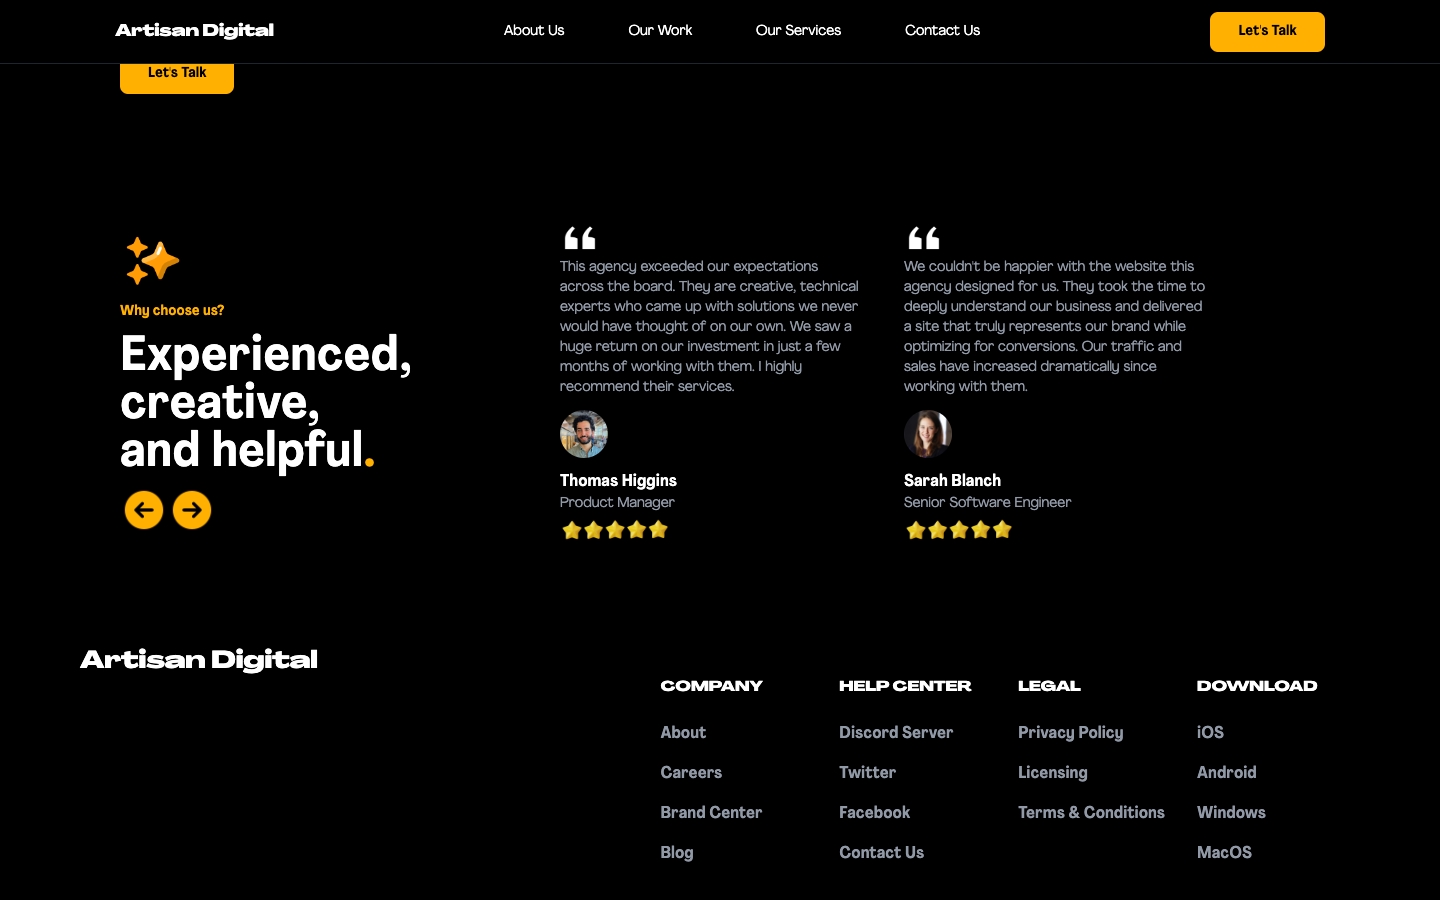 Artisan Digital
About Us
Our Work
Our Services
Contact Us
Let's Talk
Let's Talk
Why choose us?
Experienced,
creative,
and helpful.
This agency exceeded our expectations
across the board. They are creative, technical
experts who came up with solutions we never
would have thought of on our own. We saw a
huge return on our investment in just a few
months of working with them. I highly
recommend their services.
Thomas Higgins
Product Manager
We couldn't be happier with the website this
agency designed for us. They took the time to
deeply understand our business and delivered
a site that truly represents our brand while
optimizing for conversions. Our traffic and
sales have increased dramatically since
working with them.
Sarah Blanch
Senior Software Engineer
Artisan Digital
COMPANY
About
Careers
Brand Center
Blog
HELP CENTER
Discord Server
Twitter
Facebook
Contact Us
LEGAL
Privacy Policy
Licensing
Terms & Conditions
DOWNLOAD
iOS
Android
Windows
MacOS